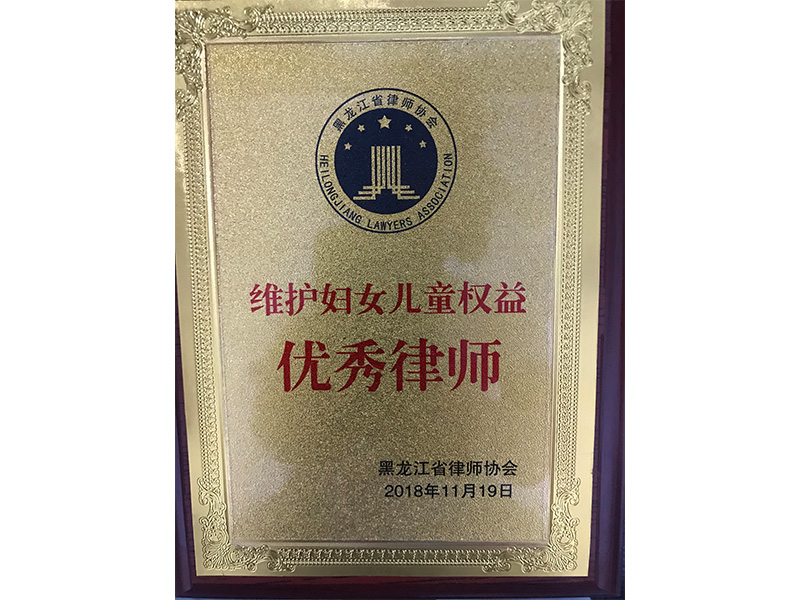 黑龙江省律师协会
HEILONGJIANG LAWYERS ASSOCIATION
维护妇女儿童权益
优秀律师
黑龙江省律师协会
2018年11月19日